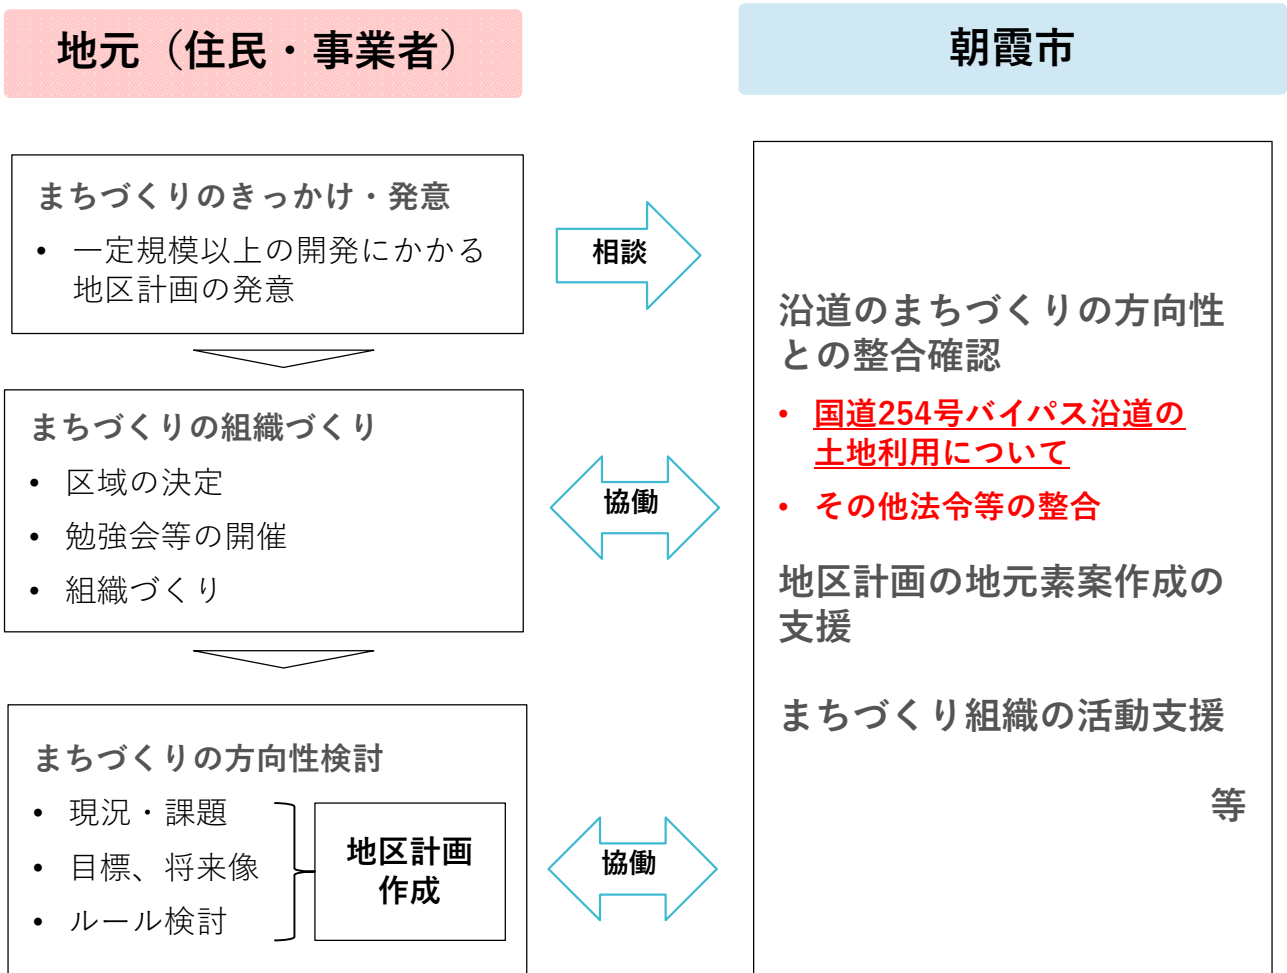 地元（住民・事業者）
朝霞市
まちづくりのきっかけ・発意
• 一定規模以上の開発にかかる
地区計画の発意
相談
まちづくりの組織づくり
• 区域の決定
• 勉強会等の開催
• 組織づくり
協働
まちづくりの方向性検討
• 現況・課題
• 目標、将来像
• ルール検討
地区計画
作成
協働
沿道のまちづくりの方向性
との整合確認
• 国道254号バイパス沿道の
土地利用について
• その他法令等の整合
地区計画の地元素案作成の
支援
まちづくり組織の活動支援
等